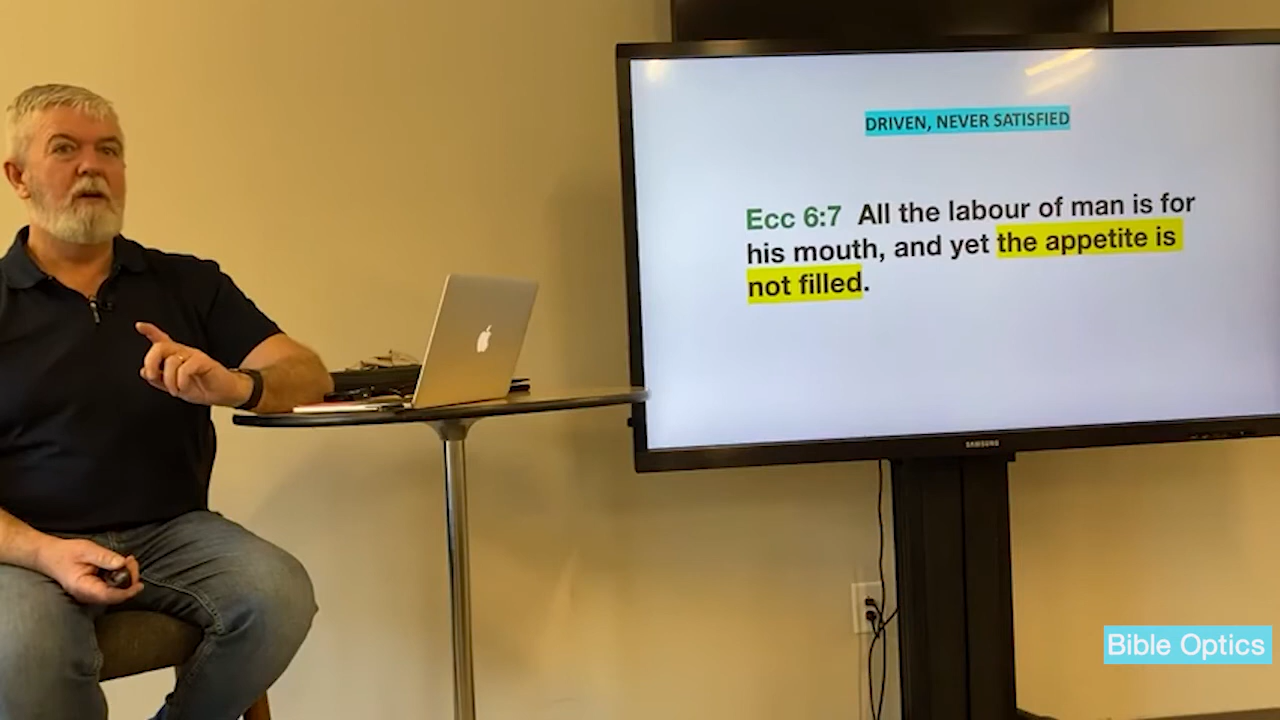 DRIVEN, NEVER SATISFIED
Ecc 6:7 All the labour of man is for
his mouth, and yet the appetite is
not filled.
SAMSUNG
Bible Optics